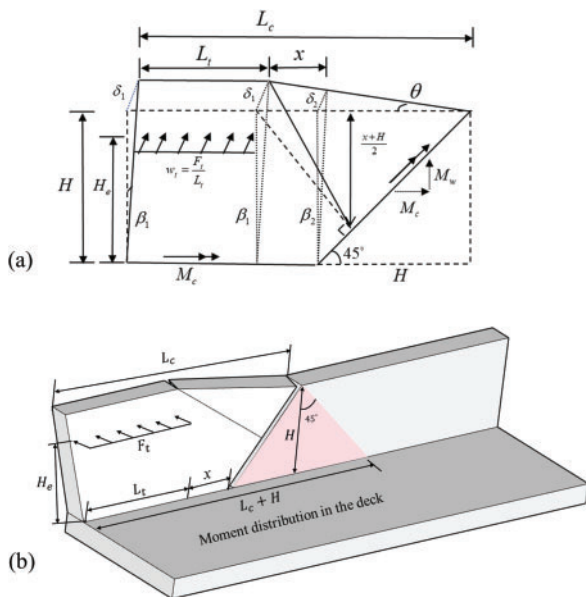 L_c
L_t
x
δ_1
δ_1
δ_2
θ
H
H_e
w_t = F_t / L_t
(x+H)/2
M_w
M_c
β_1
β_1
β_2
45°
(a)
M_c
H
L_c
F_t
H
45°
H_e
L_t
x
L_c + H
Moment distribution in the deck
(b)